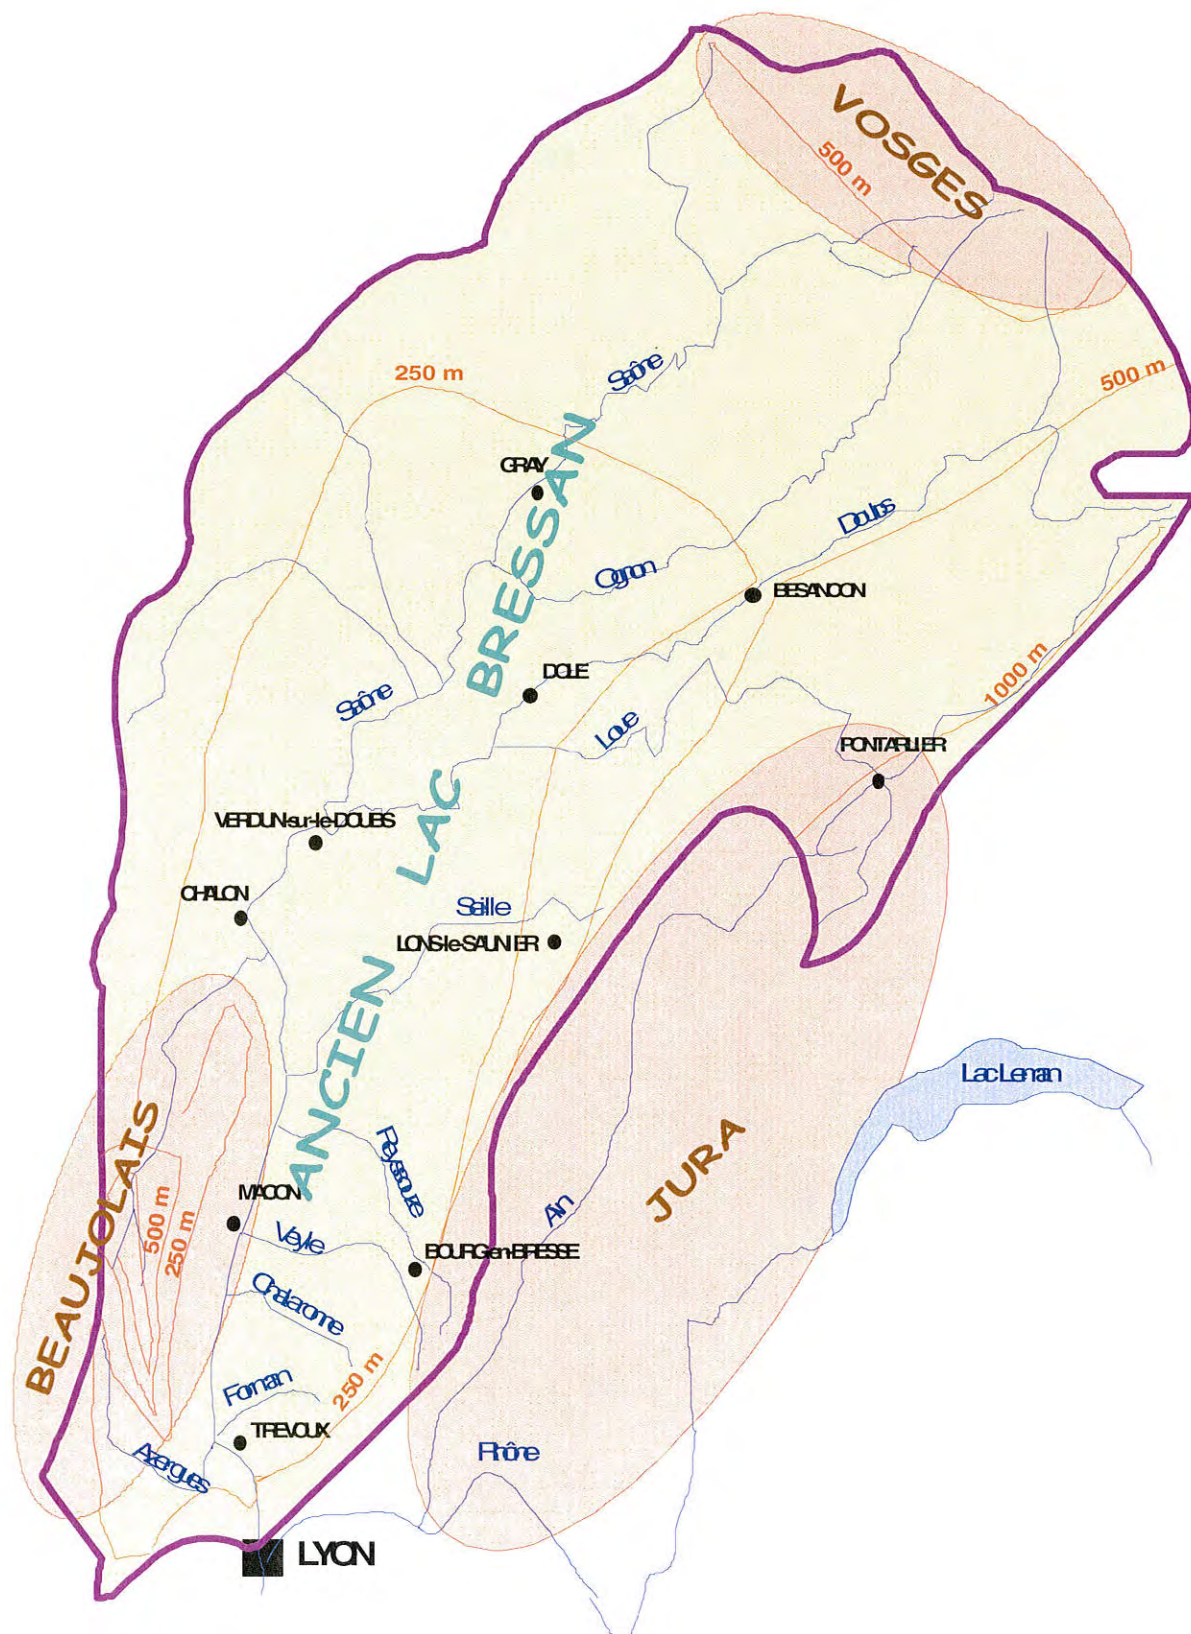 VOSGES
500 m
250 m
Saône
500 m
GRAY
Doubs
Ognon
BESANCON
ANCIEN LAC BRESSAN
DOLE
1000 m
Saône
Loue
PONTARLIER
VERDUN-sur-le-DOUBS
CHALON
Seille
LONS-le-SAUNIER
Lac Leman
BEAUJOLAIS
JURA
Reyssouze
MACON
500 m
250 m
Veyle
Ain
BOURG-en-BRESSE
Chalaronne
250 m
Formans
TREVOUX
Azergues
Rhône
LYON